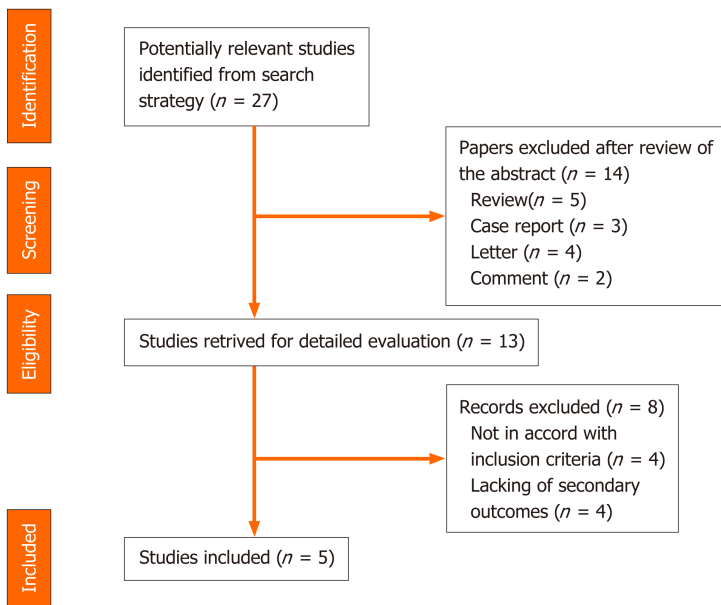 Identification
Potentially relevant studies
identified from search
strategy (n = 27)
Screening
Papers excluded after review of
the abstract (n = 14)
Review(n = 5)
Case report (n = 3)
Letter (n = 4)
Comment (n = 2)
Eligibility
Studies retrived for detailed evaluation (n = 13)
Records excluded (n = 8)
Not in accord with
inclusion criteria (n = 4)
Lacking of secondary
outcomes (n = 4)
Included
Studies included (n = 5)